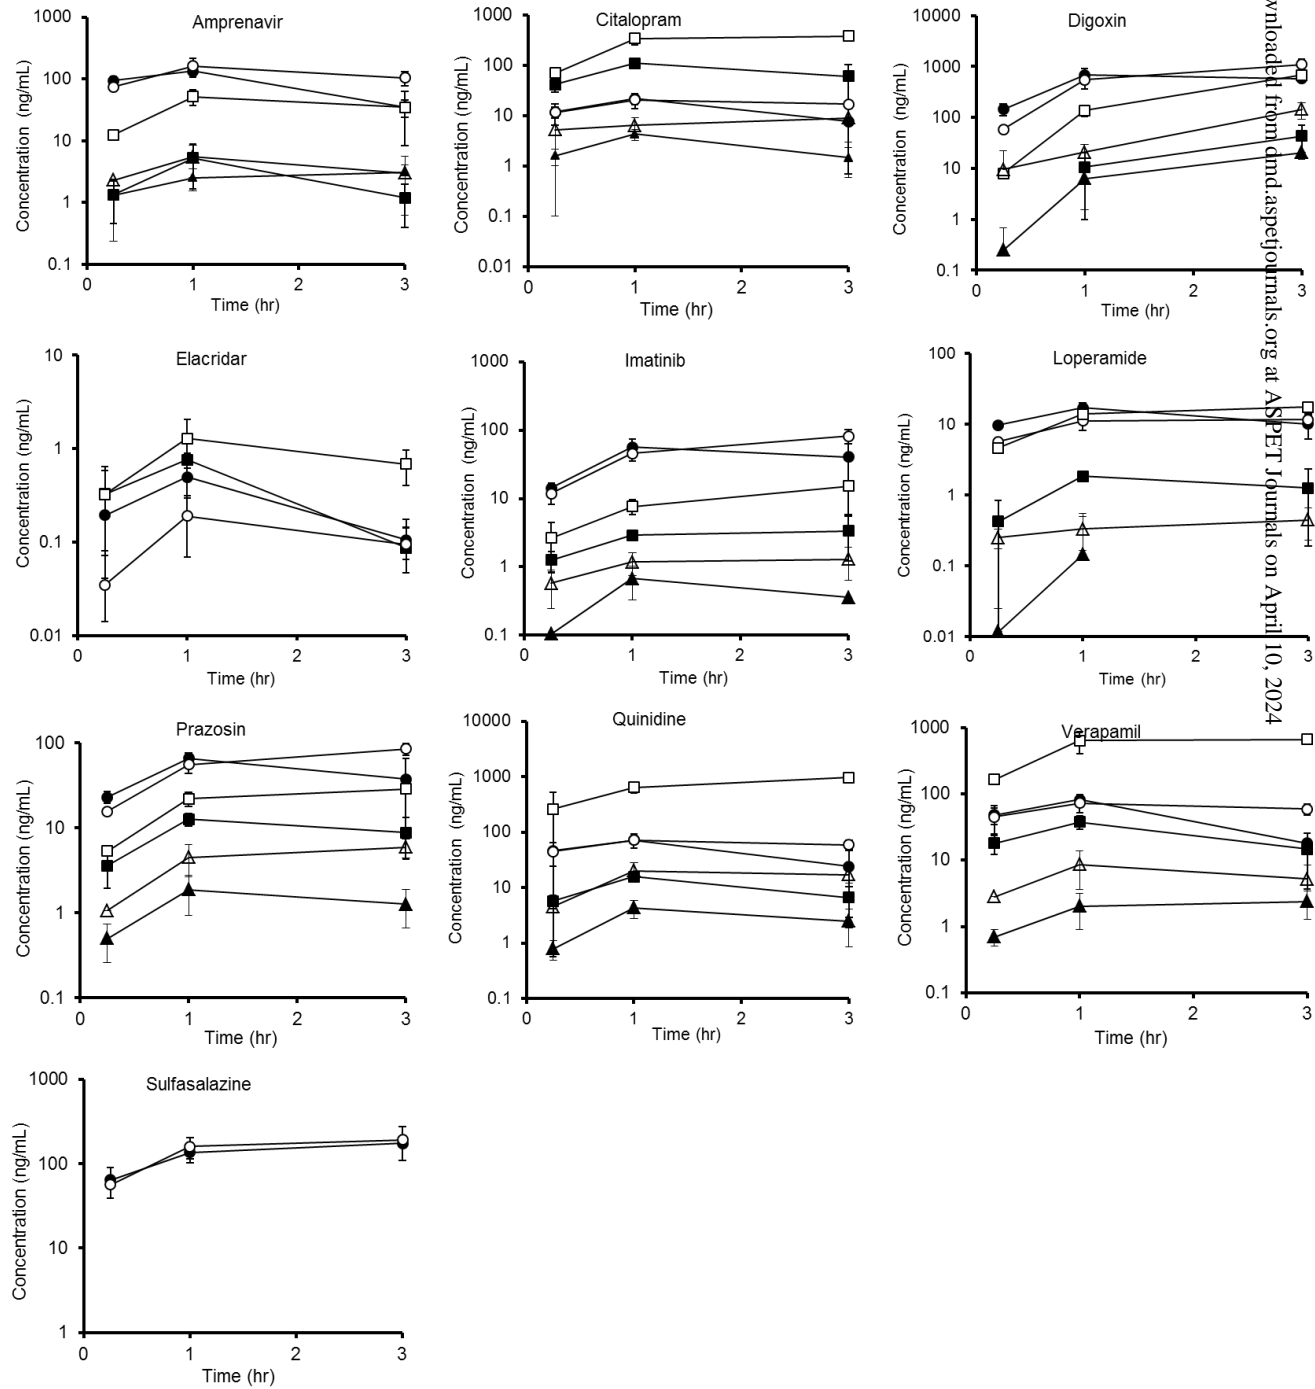 Amprenavir
1000
100
10
1
0.1
0
1
2
3
Concentration (ng/mL)
Time (hr)
Citalopram
1000
100
10
1
0.1
0.01
0
1
2
3
Concentration (ng/mL)
Time (hr)
Digoxin
10000
1000
100
10
1
0.1
0
1
2
3
Concentration (ng/mL)
Time (hr)
Elacridar
10
1
0.1
0.01
0
1
2
3
Concentration (ng/mL)
Time (hr)
Imatinib
1000
100
10
1
0.1
0
1
2
3
Concentration (ng/mL)
Time (hr)
Loperamide
100
10
1
0.1
0.01
0
1
2
3
Concentration (ng/mL)
Time (hr)
Prazosin
100
10
1
0.1
0
1
2
3
Concentration (ng/mL)
Time (hr)
Quinidine
10000
1000
100
10
1
0.1
0
1
2
3
Concentration (ng/mL)
Time (hr)
Verapamil
1000
100
10
1
0.1
0
1
2
3
Concentration (ng/mL)
Time (hr)
Sulfasalazine
1000
100
10
1
0
1
2
3
Concentration (ng/mL)
Time (hr)
wnloaded from dmd.aspetjournals.org at ASPET Journals on April 10, 2024